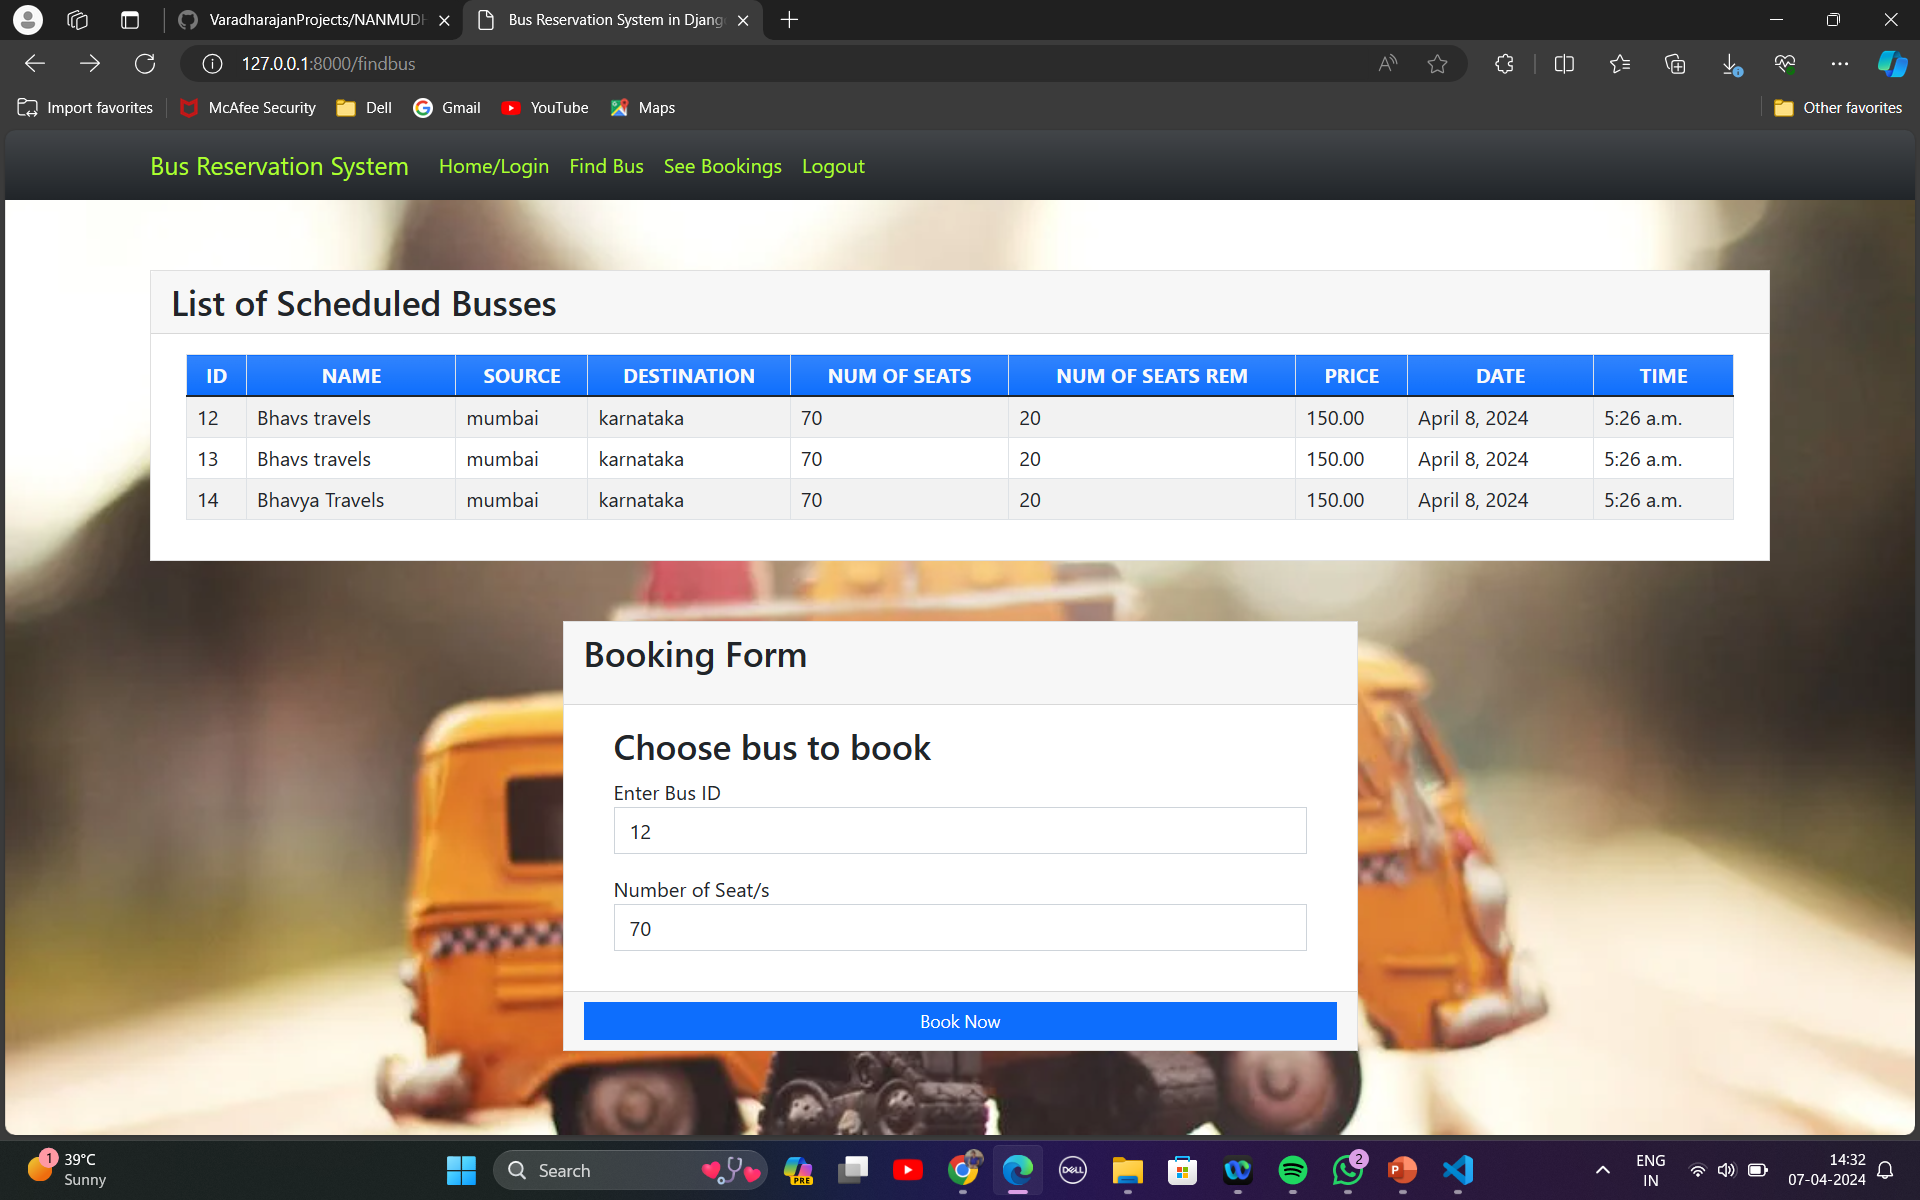 VaradharajanProjects/NANMUDH
Bus Reservation System in Djang
127.0.0.1:8000/findbus
Import favorites
McAfee Security
Dell
Gmail
YouTube
Maps
Other favorites
Bus Reservation System
Home/Login
Find Bus
See Bookings
Logout
List of Scheduled Busses
ID NAME SOURCE DESTINATION NUM OF SEATS NUM OF SEATS REM PRICE DATE TIME
12 Bhavs travels mumbai karnataka 70 20 150.00 April 8, 2024 5:26 a.m.
13 Bhavs travels mumbai karnataka 70 20 150.00 April 8, 2024 5:26 a.m.
14 Bhavya Travels mumbai karnataka 70 20 150.00 April 8, 2024 5:26 a.m.
Booking Form
Choose bus to book
Enter Bus ID
12
Number of Seat/s
70
Book Now
1
39°C
Sunny
Search
PRE
DELL
2
ENG
IN
14:32
07-04-2024